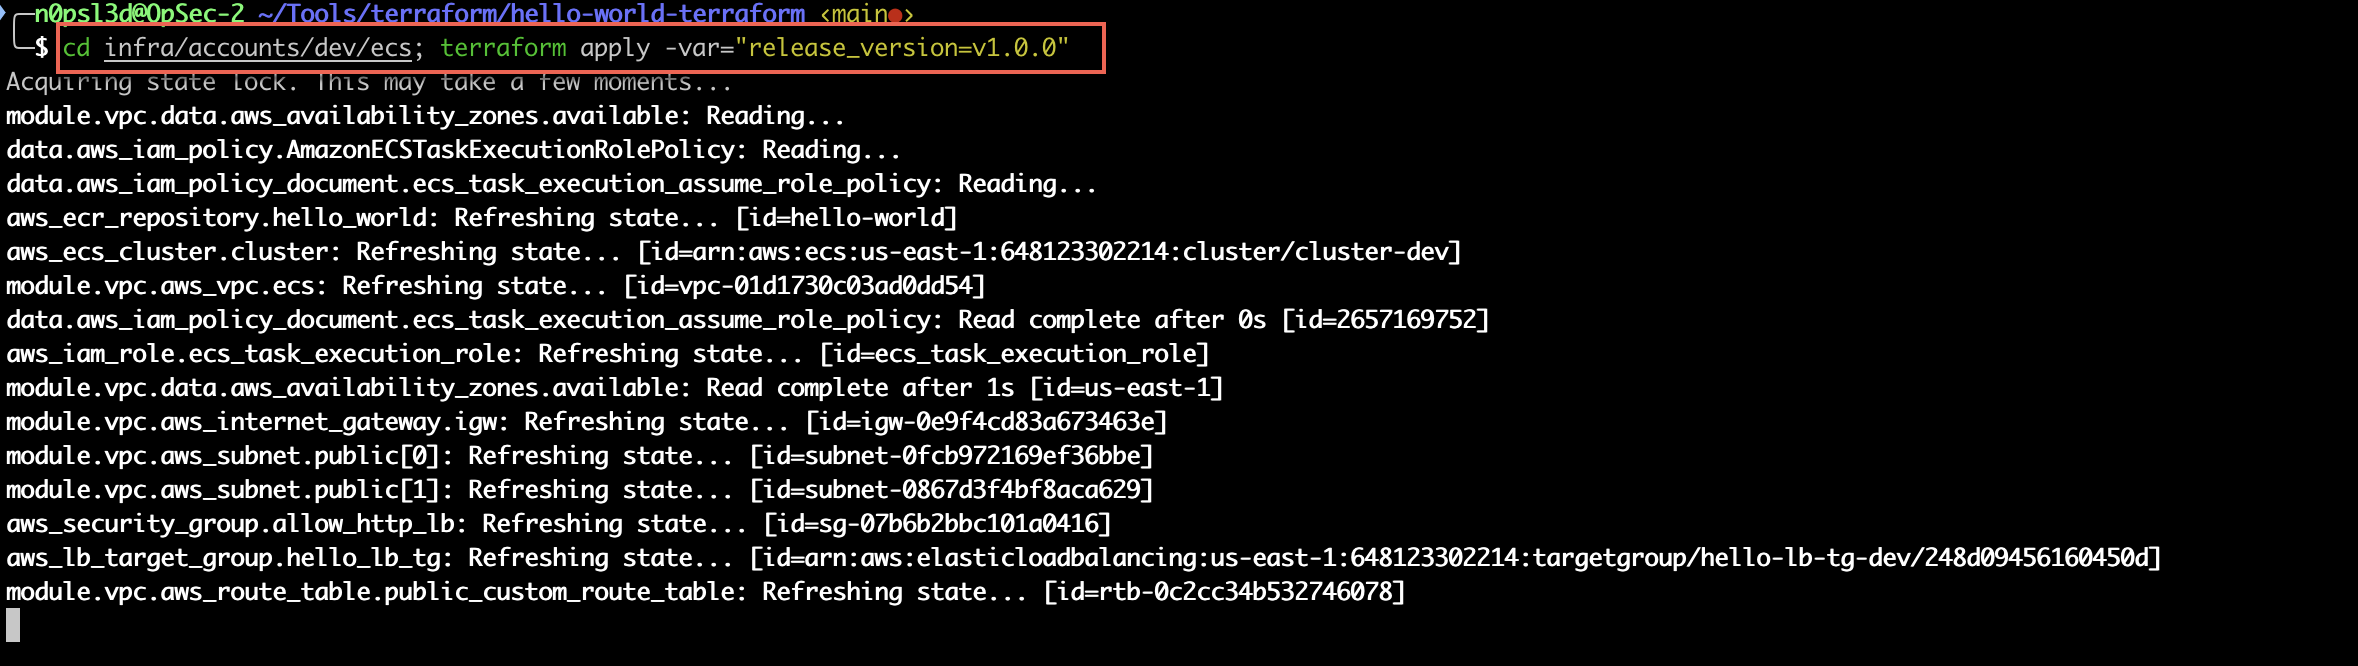 n0psl3d@OpSec-2 ~/Tools/terraform/hello-world-terraform ‹main●›
$ cd infra/accounts/dev/ecs; terraform apply -var="release_version=v1.0.0"
Acquiring state lock. This may take a few moments...
module.vpc.data.aws_availability_zones.available: Reading...
data.aws_iam_policy.AmazonECSTaskExecutionRolePolicy: Reading...
data.aws_iam_policy_document.ecs_task_execution_assume_role_policy: Reading...
aws_ecr_repository.hello_world: Refreshing state... [id=hello-world]
aws_ecs_cluster.cluster: Refreshing state... [id=arn:aws:ecs:us-east-1:648123302214:cluster/cluster-dev]
module.vpc.aws_vpc.ecs: Refreshing state... [id=vpc-01d1730c03ad0dd54]
data.aws_iam_policy_document.ecs_task_execution_assume_role_policy: Read complete after 0s [id=2657169752]
aws_iam_role.ecs_task_execution_role: Refreshing state... [id=ecs_task_execution_role]
module.vpc.data.aws_availability_zones.available: Read complete after 1s [id=us-east-1]
module.vpc.aws_internet_gateway.igw: Refreshing state... [id=igw-0e9f4cd83a673463e]
module.vpc.aws_subnet.public[0]: Refreshing state... [id=subnet-0fcb972169ef36bbe]
module.vpc.aws_subnet.public[1]: Refreshing state... [id=subnet-0867d3f4bf8aca629]
aws_security_group.allow_http_lb: Refreshing state... [id=sg-07b6b2bbc101a0416]
aws_lb_target_group.hello_lb_tg: Refreshing state... [id=arn:aws:elasticloadbalancing:us-east-1:648123302214:targetgroup/hello-lb-tg-dev/248d09456160450d]
module.vpc.aws_route_table.public_custom_route_table: Refreshing state... [id=rtb-0c2cc34b532746078]